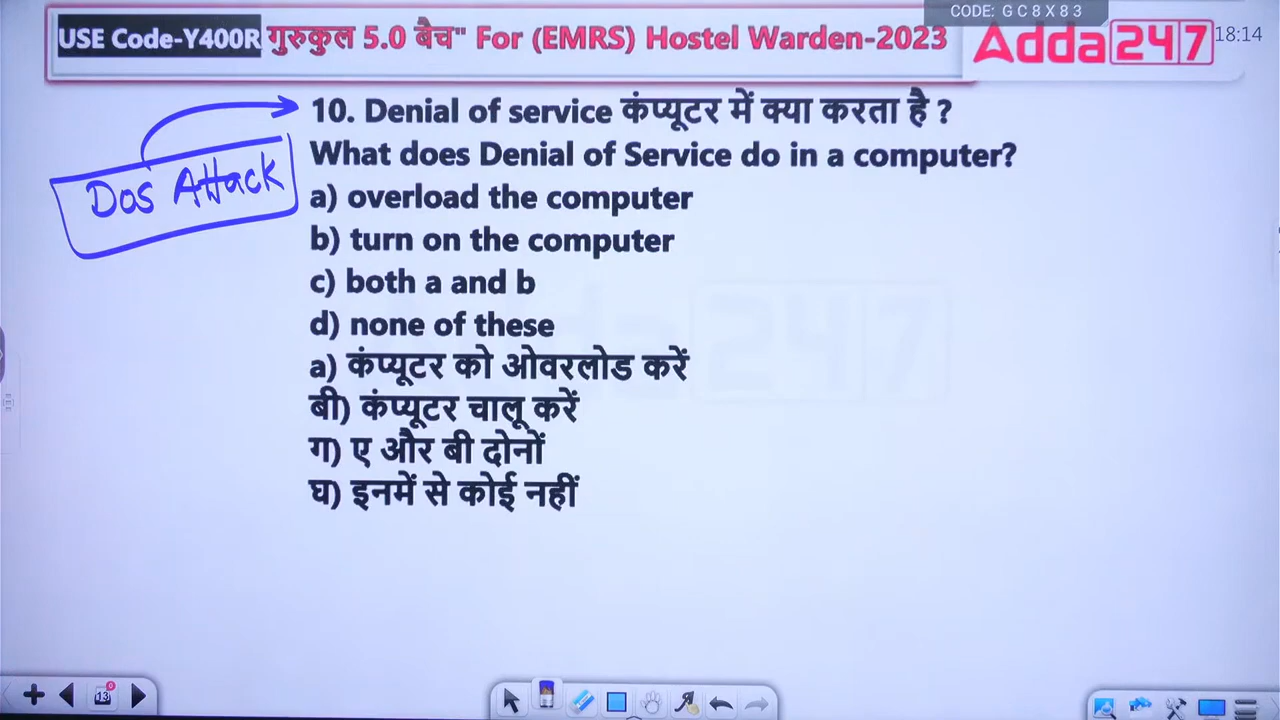 CODE: G C 8 X 8 3
USE Code-Y400R गुरुकुल 5.0 बैच" For (EMRS) Hostel Warden-2023
Adda247
18:14
10. Denial of service कंप्यूटर में क्या करता है ?
Dos Attack
What does Denial of Service do in a computer?
a) overload the computer
b) turn on the computer
c) both a and b
d) none of these
a) कंप्यूटर को ओवरलोड करें
बी) कंप्यूटर चालू करें
ग) ए और बी दोनों
घ) इनमें से कोई नहीं
13